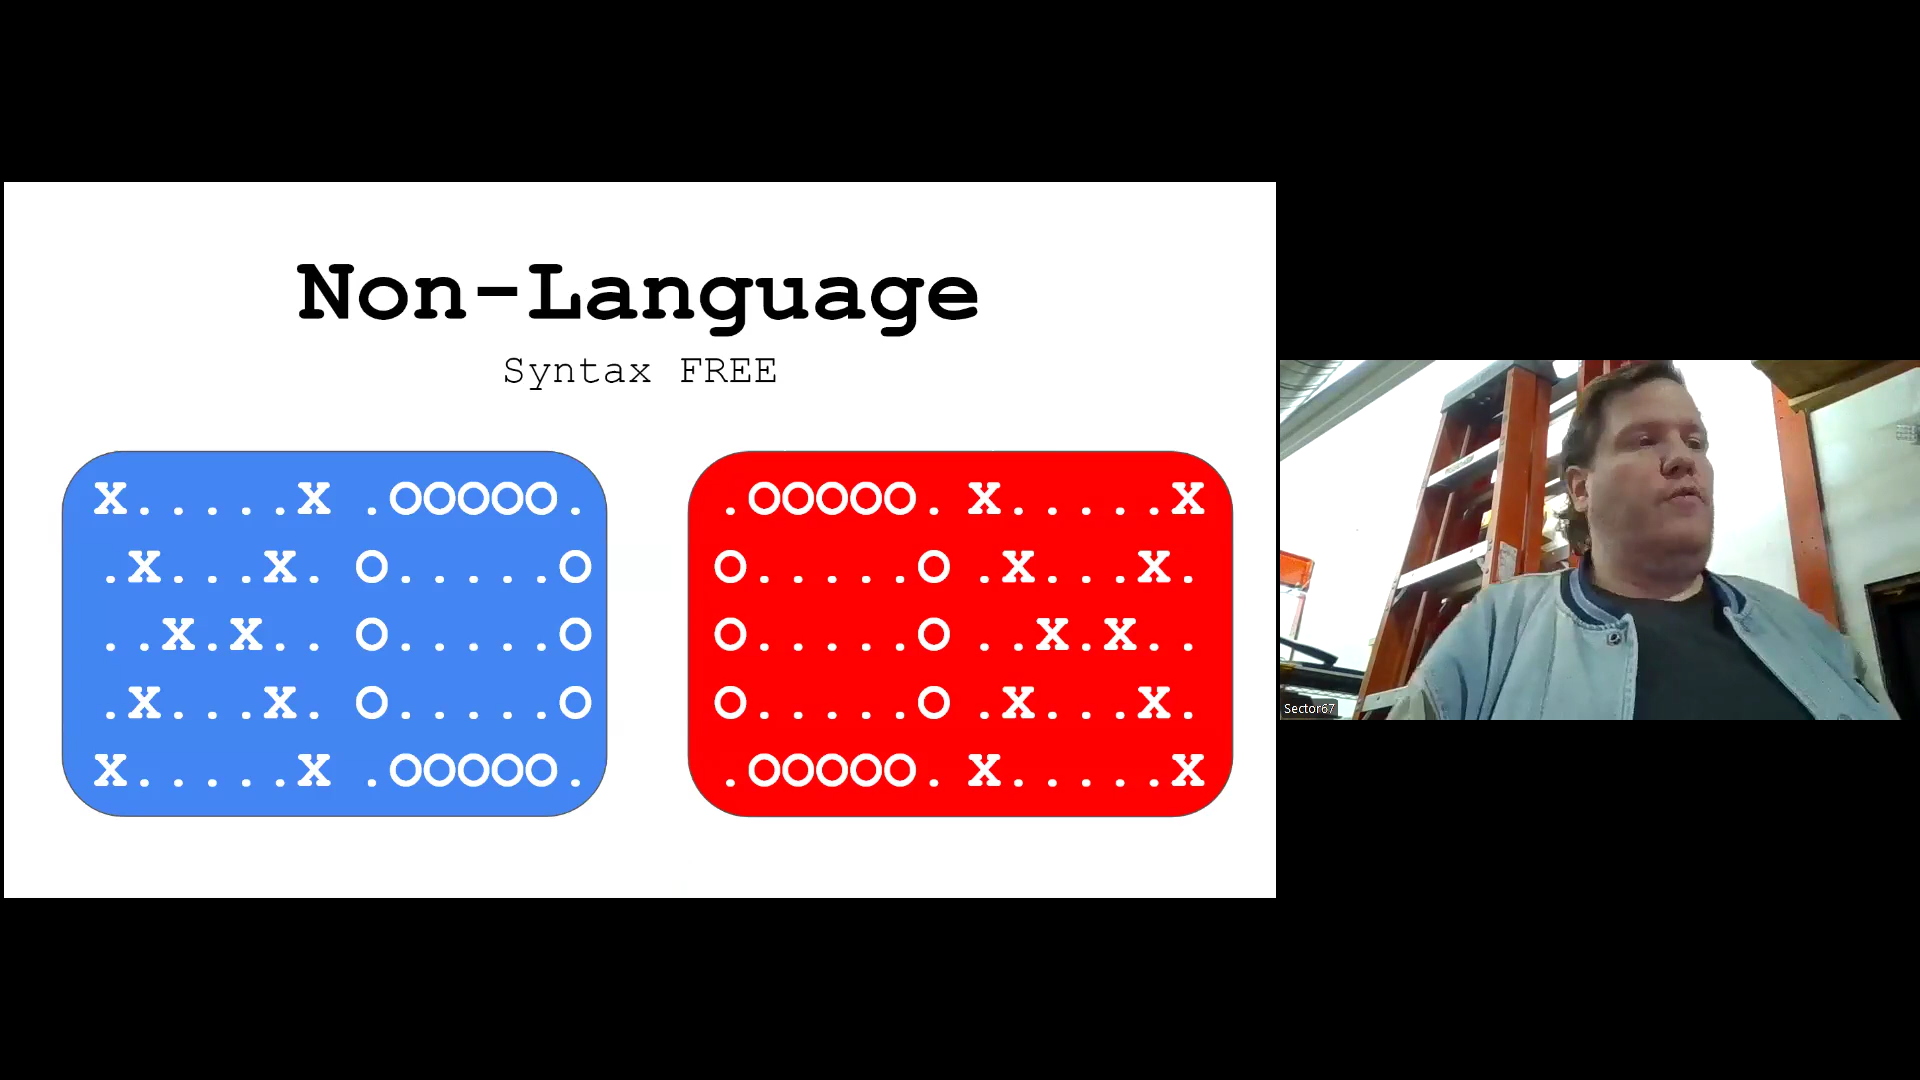 Non-Language
Syntax FREE
X.....X .OOOOO.
.X...X. O.....O
..X.X.. O.....O
.X...X. O.....O
X.....X .OOOOO.
.OOOOO. X.....X
O.....O .X...X.
O.....O ..X.X..
O.....O .X...X.
.OOOOO. X.....X
Sector67